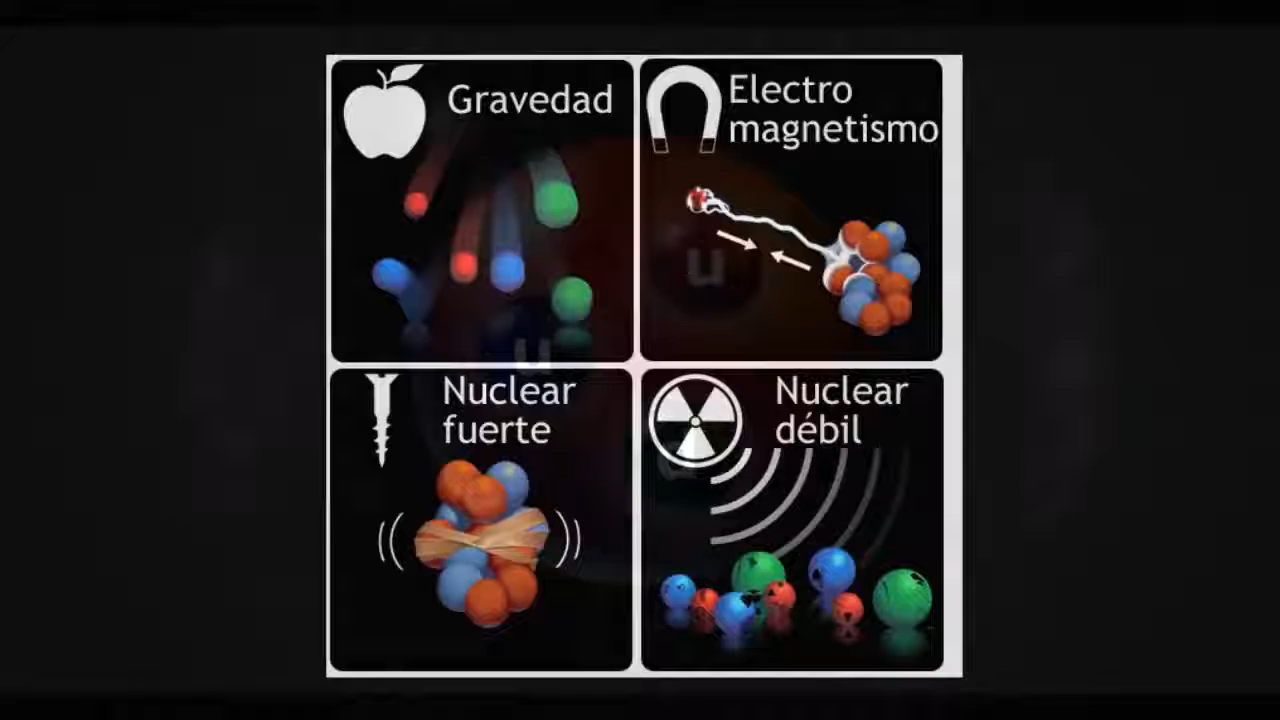 Gravedad
Electro
magnetismo
u
u
Nuclear
fuerte
Nuclear
débil